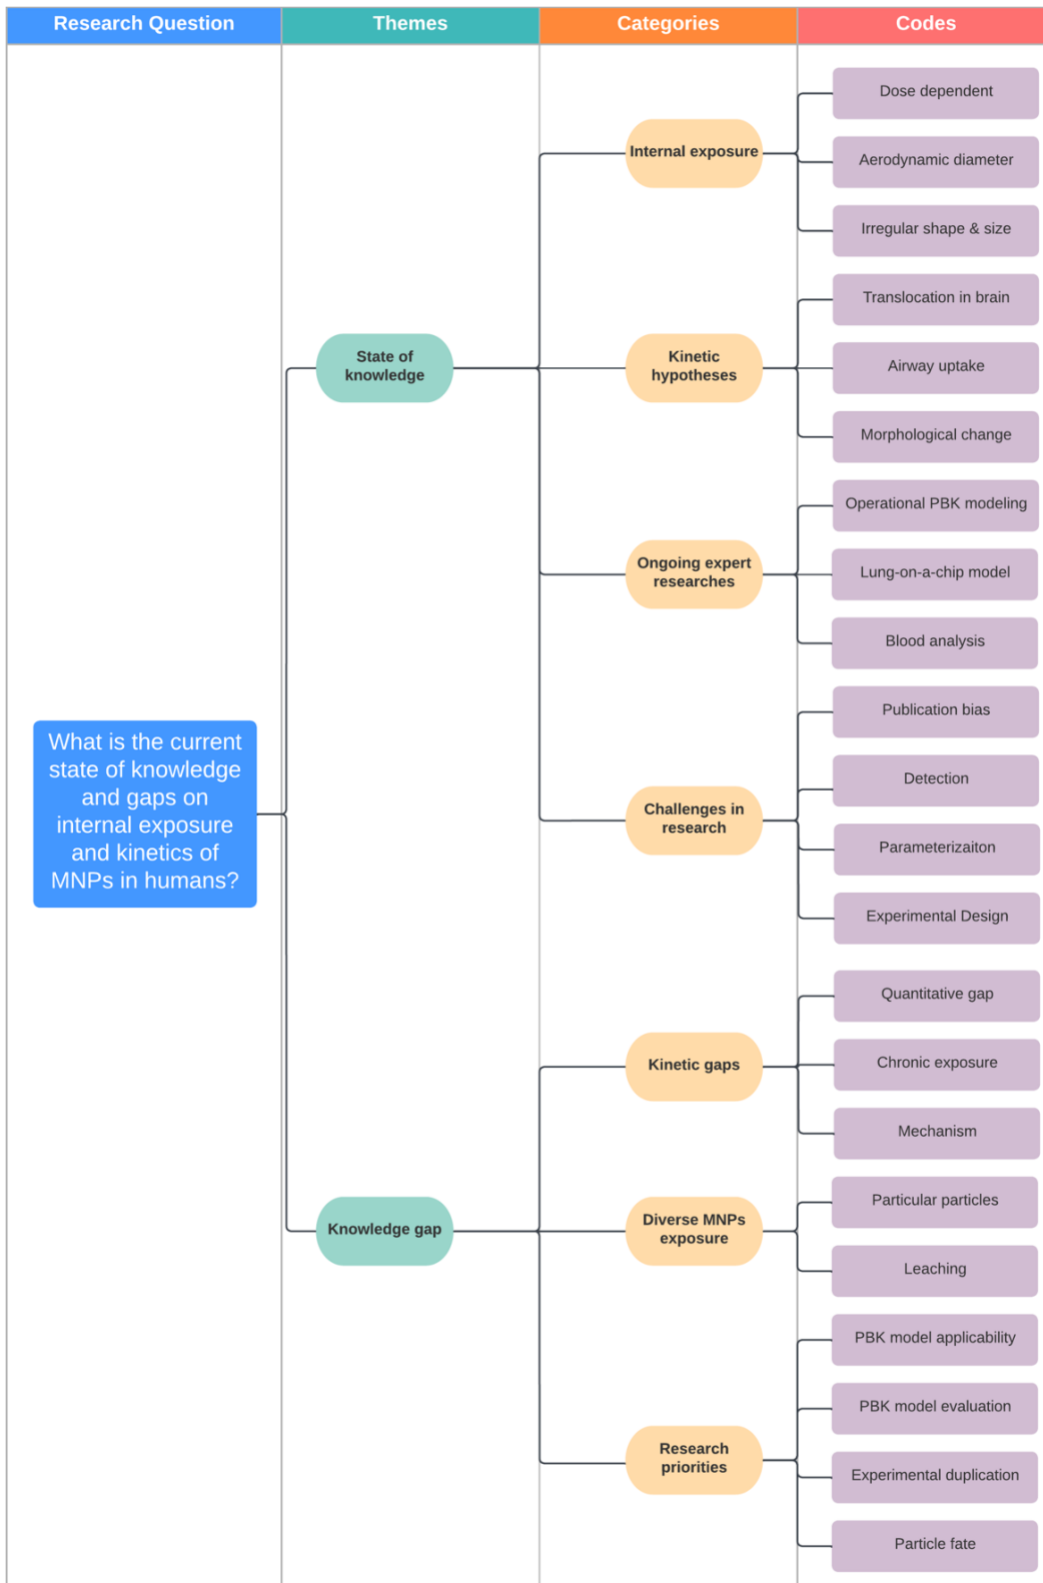 Research Question
Themes
Categories
Codes
What is the current
state of knowledge
and gaps on
internal exposure
and kinetics of
MNPs in humans?
State of
knowledge
Internal exposure
Dose dependent
Aerodynamic diameter
Irregular shape & size
Kinetic
hypotheses
Translocation in brain
Airway uptake
Morphological change
Ongoing expert
researches
Operational PBK modeling
Lung-on-a-chip model
Blood analysis
Challenges in
research
Publication bias
Detection
Parameterizaiton
Experimental Design
Knowledge gap
Kinetic gaps
Quantitative gap
Chronic exposure
Mechanism
Diverse MNPs
exposure
Particular particles
Leaching
Research
priorities
PBK model applicability
PBK model evaluation
Experimental duplication
Particle fate